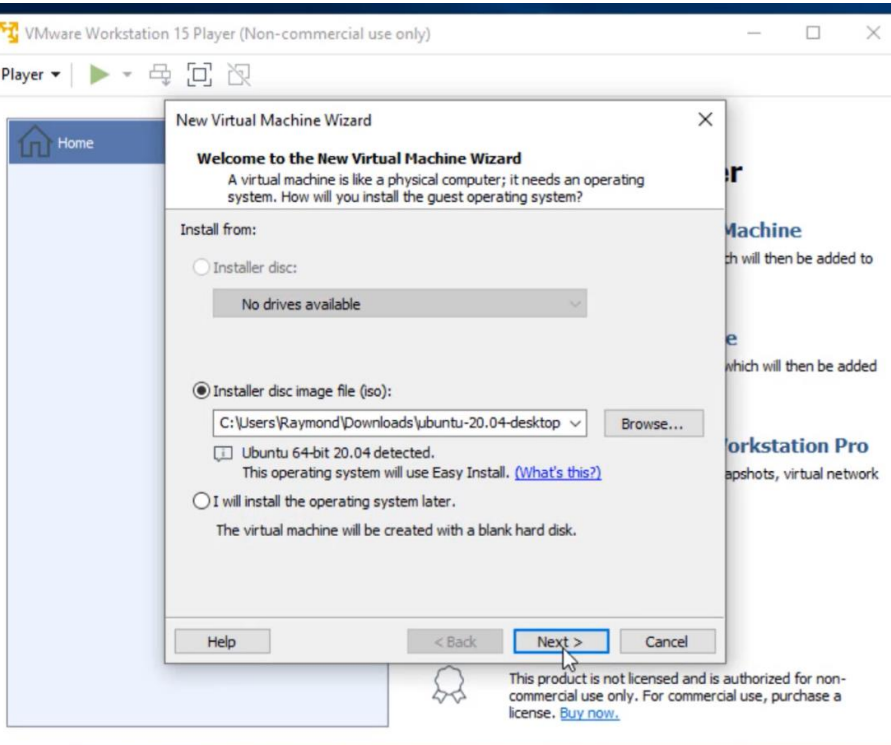 VMware Workstation 15 Player (Non-commercial use only)
Player
Home
New Virtual Machine Wizard
Welcome to the New Virtual Machine Wizard
A virtual machine is like a physical computer; it needs an operating
system. How will you install the guest operating system?
Install from:
Installer disc:
No drives available
Installer disc image file (iso):
C:\Users\Raymond\Downloads\ubuntu-20.04-desktop
Browse...
Ubuntu 64-bit 20.04 detected.
This operating system will use Easy Install. (What's this?)
I will install the operating system later.
The virtual machine will be created with a blank hard disk.
Help
< Back
Next >
Cancel
r
Machine
ch will then be added to
e
which will then be added
orkstation Pro
apshots, virtual network
This product is not licensed and is authorized for non-
commercial use only. For commercial use, purchase a
license. Buy now.